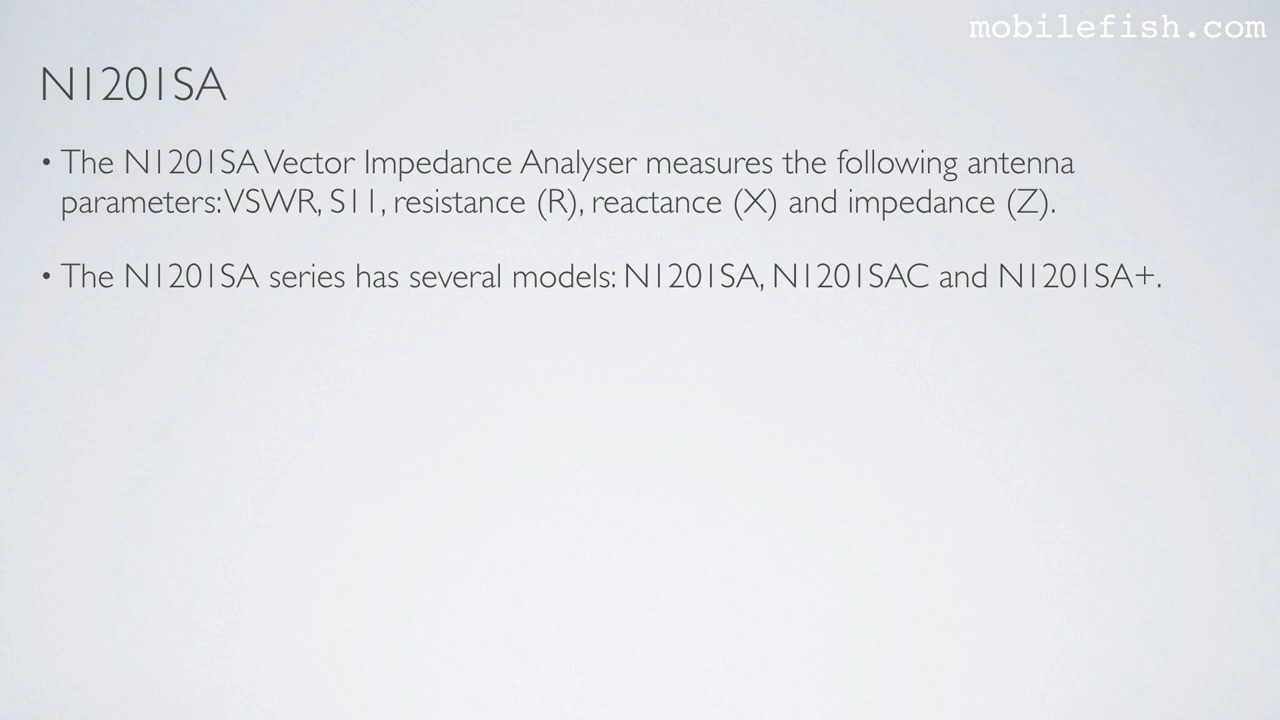 mobilefish.com
N1201SA
• The N1201SA Vector Impedance Analyser measures the following antenna
parameters: VSWR, S11, resistance (R), reactance (X) and impedance (Z).
• The N1201SA series has several models: N1201SA, N1201SAC and N1201SA+.